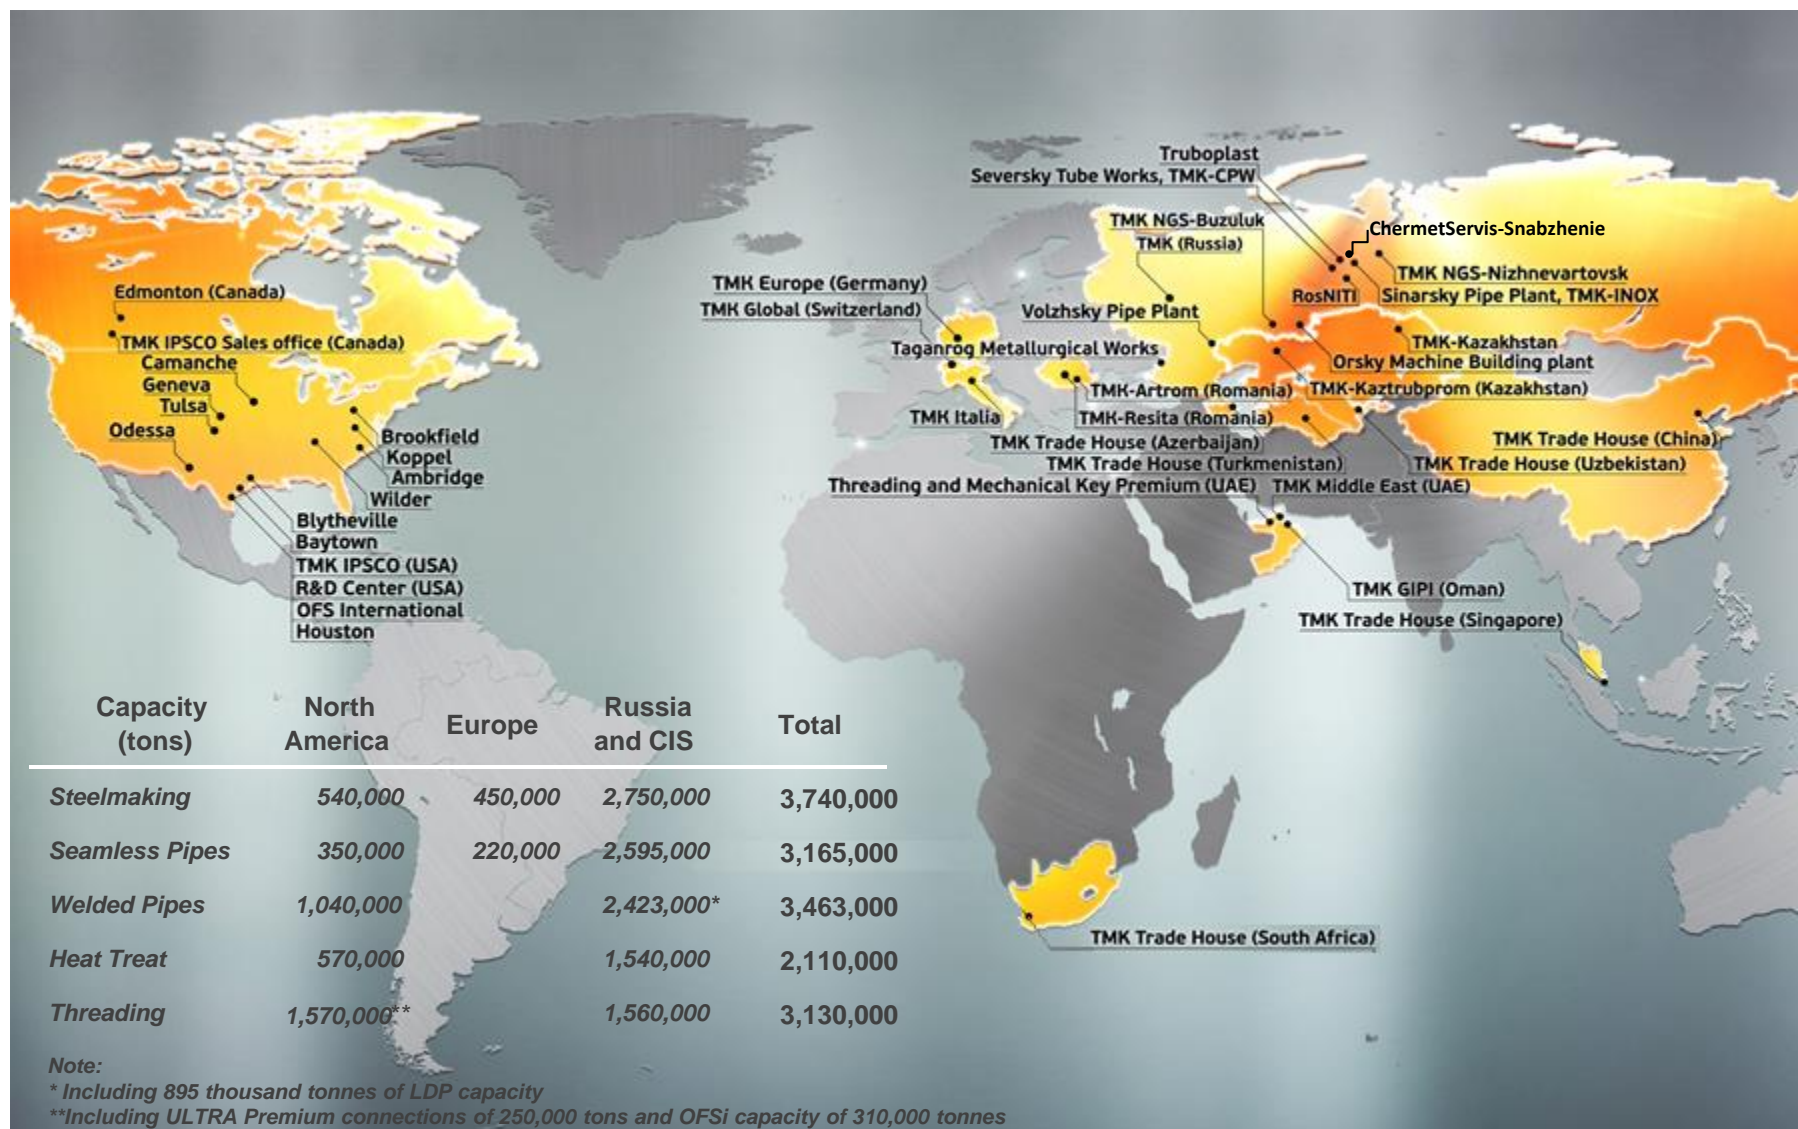 Truboplast
Seversky Tube Works, TMK-CPW
TMK NGS-Buzuluk
ChermetServis-Snabzhenie
TMK (Russia)
TMK NGS-Nizhnevartovsk
TMK Europe (Germany)
Edmonton (Canada)
RosNITI
Sinarsky Pipe Plant, TMK-INOX
TMK Global (Switzerland)
Volzhsky Pipe Plant
TMK IPSCO Sales office (Canada)
TMK-Kazakhstan
Taganrog Metallurgical Works
Camanche
Orsky Machine Building plant
Geneva
TMK-Artrom (Romania)
TMK-Kaztrubprom (Kazakhstan)
Tulsa
TMK Italia
TMK-Resita (Romania)
Odessa
Brookfield
TMK Trade House (Azerbaijan)
TMK Trade House (China)
Koppel
TMK Trade House (Turkmenistan)
TMK Trade House (Uzbekistan)
Ambridge
Threading and Mechanical Key Premium (UAE)
TMK Middle East (UAE)
Wilder
Blytheville
Baytown
TMK IPSCO (USA)
R&D Center (USA)
TMK GIPI (Oman)
OFS International
TMK Trade House (Singapore)
Houston
Capacity (tons) North America Europe Russia and CIS Total
Steelmaking 540,000 450,000 2,750,000 3,740,000
Seamless Pipes 350,000 220,000 2,595,000 3,165,000
Welded Pipes 1,040,000 2,423,000* 3,463,000
TMK Trade House (South Africa)
Heat Treat 570,000 1,540,000 2,110,000
Threading 1,570,000** 1,560,000 3,130,000
Note:
* Including 895 thousand tonnes of LDP capacity
**Including ULTRA Premium connections of 250,000 tons and OFSi capacity of 310,000 tonnes